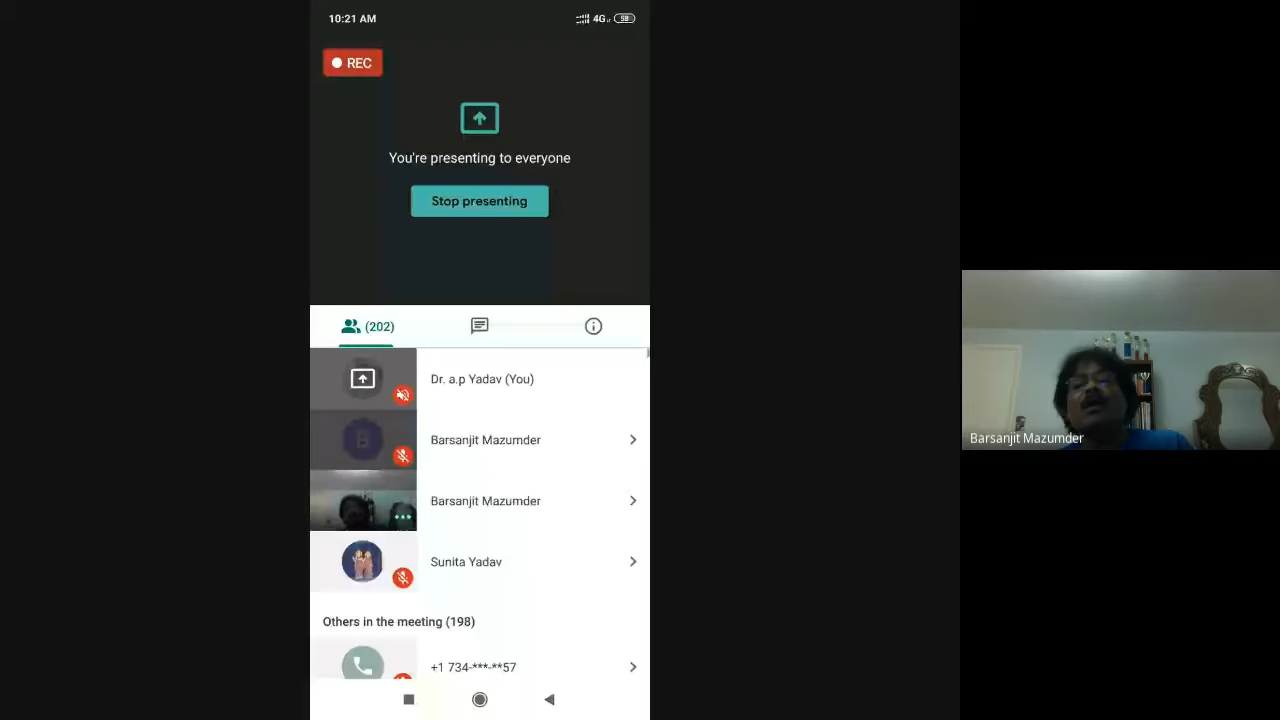 10:21 AM
4G
58
REC
You're presenting to everyone
Stop presenting
(202)
Dr. a.p Yadav (You)
B
Barsanjit Mazumder
Barsanjit Mazumder
Sunita Yadav
Others in the meeting (198)
+1 734-***-**57
Barsanjit Mazumder